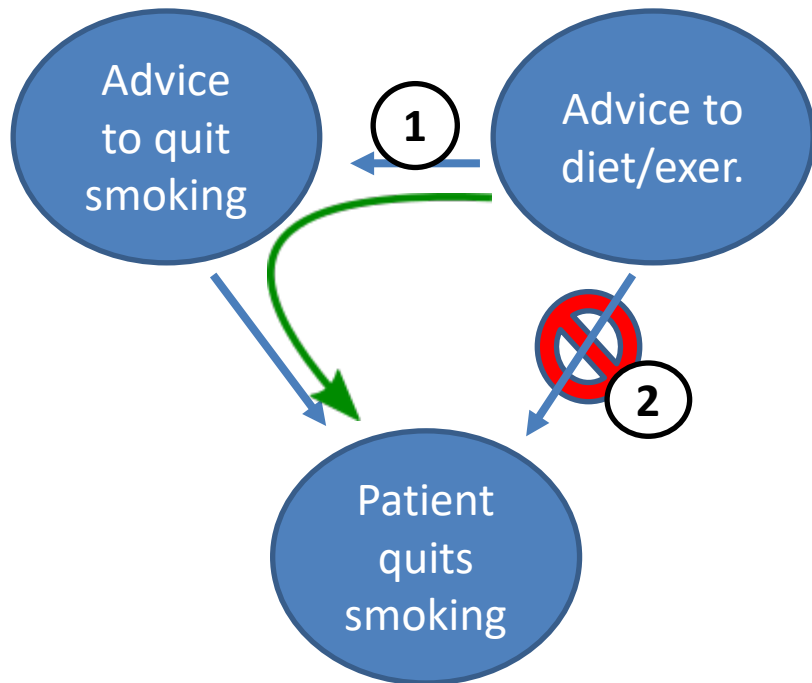 Advice
to quit
smoking
1
Advice to
diet/exer.
2
Patient
quits
smoking